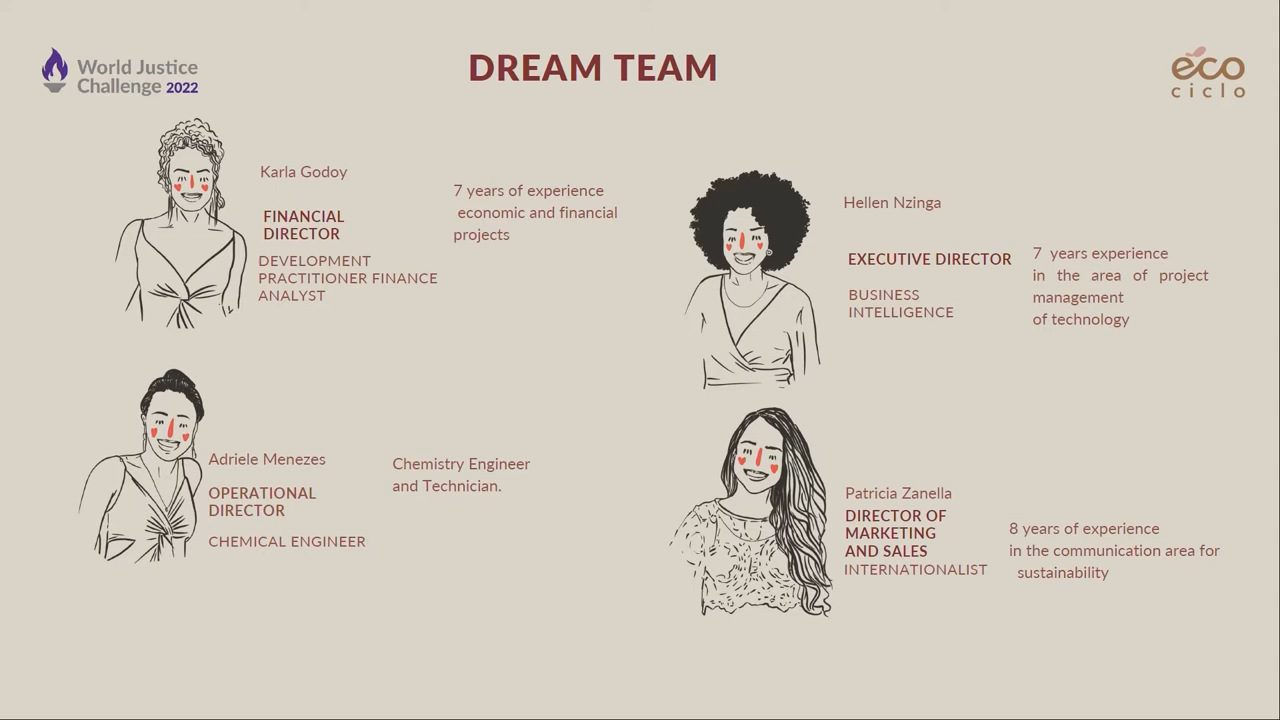 World Justice
Challenge 2022
DREAM TEAM
éco
ciclo
Karla Godoy
FINANCIAL
DIRECTOR
DEVELOPMENT
PRACTITIONER FINANCE
ANALYST
7 years of experience
economic and financial
projects
Hellen Nzinga
EXECUTIVE DIRECTOR
BUSINESS
INTELLIGENCE
7 years experience
in the area of project
management
of technology
Adriele Menezes
OPERATIONAL
DIRECTOR
CHEMICAL ENGINEER
Chemistry Engineer
and Technician.
Patricia Zanella
DIRECTOR OF
MARKETING
AND SALES
INTERNATIONALIST
8 years of experience
in the communication area for
sustainability